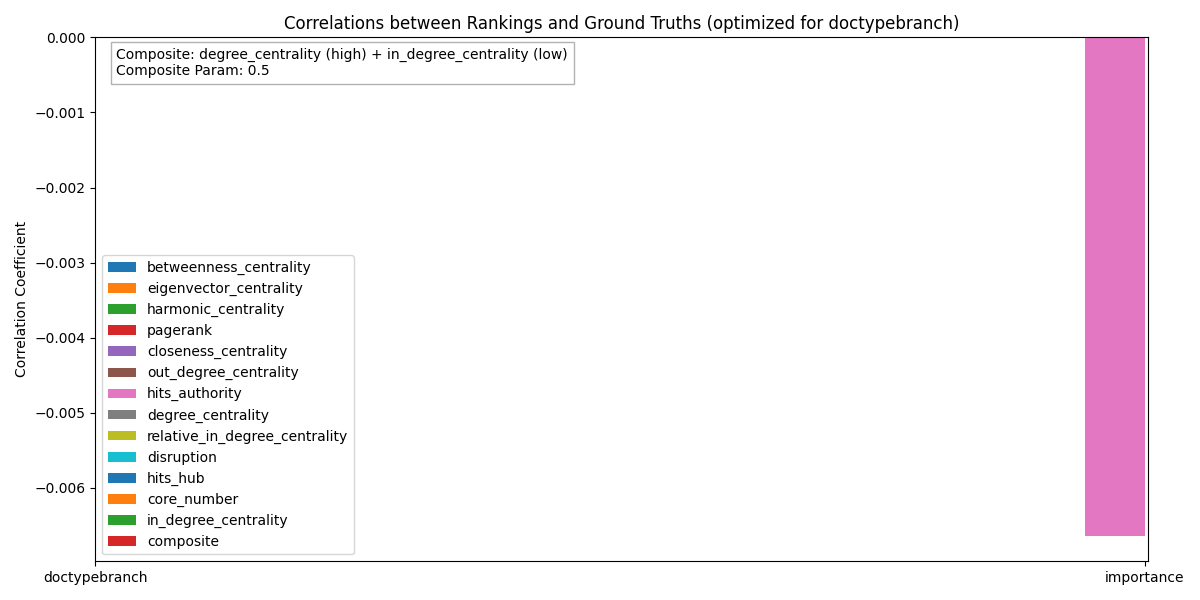 Correlations between Rankings and Ground Truths (optimized for doctypebranch)
Composite: degree_centrality (high) + in_degree_centrality (low)
Composite Param: 0.5
0.000
−0.001
−0.002
−0.003
−0.004
−0.005
−0.006
Correlation Coefficient
betweenness_centrality
eigenvector_centrality
harmonic_centrality
pagerank
closeness_centrality
out_degree_centrality
hits_authority
degree_centrality
relative_in_degree_centrality
disruption
hits_hub
core_number
in_degree_centrality
composite
doctypebranch
importance